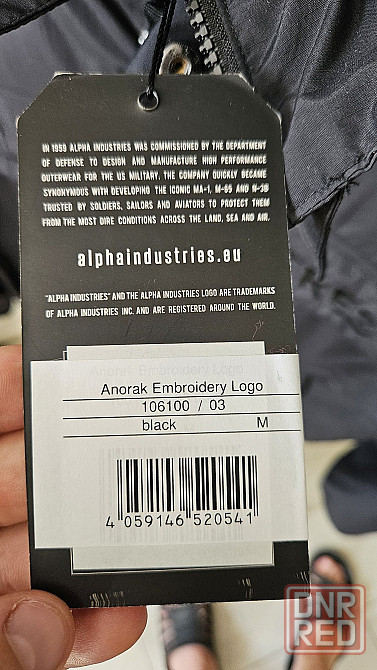 IN 1959 ALPHA INDUSTRIES WAS COMMISSIONED BY THE DEPARTMENT
OF DEFENSE TO DESIGN AND MANUFACTURE HIGH PERFORMANCE
OUTERWEAR FOR THE US MILITARY. THE COMPANY QUICKLY BECAME
SYNONYMOUS WITH DEVELOPING THE ICONIC MA-1, M-65 AND N-3B
TRUSTED BY SOLDIERS, SAILORS AND AVIATORS TO PROTECT THEM
FROM THE MOST DIRE CONDITIONS ACROSS THE LAND, SEA AND AIR.
alphaindustries.eu
"ALPHA INDUSTRIES" AND THE ALPHA INDUSTRIES LOGO ARE TRADEMARKS
OF ALPHA INDUSTRIES INC. AND ARE REGISTERED AROUND THE WORLD.
Anorak Embroidery Logo
Anorak Embroidery Logo
106100 / 03
black M
4 059146 520541
DNR
RED